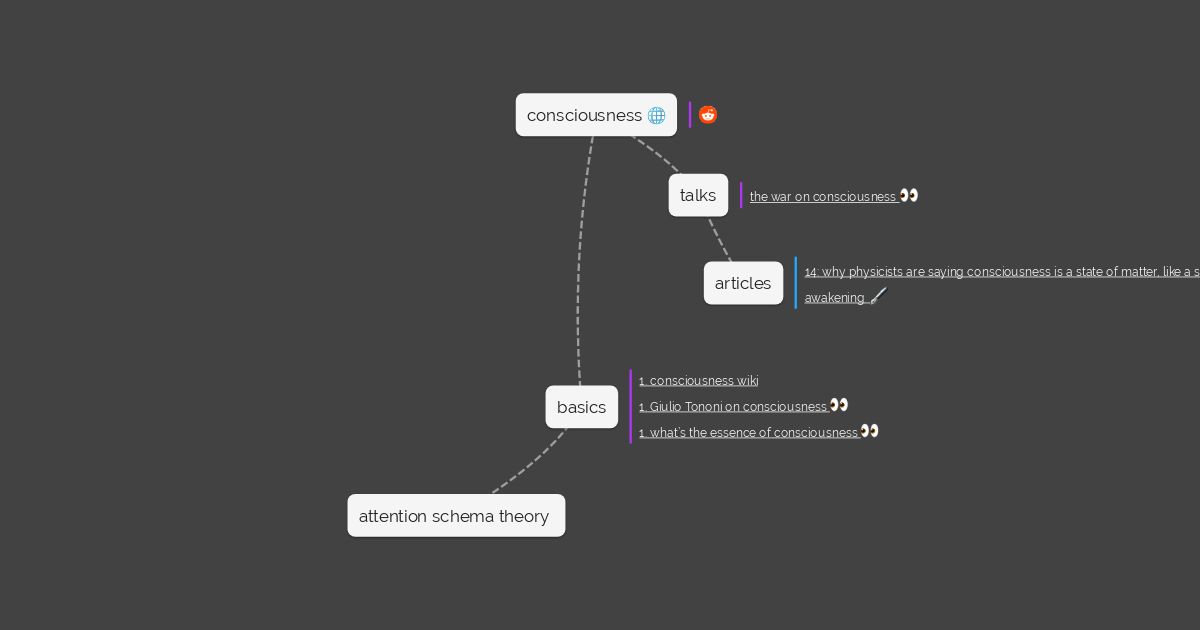 consciousness
talks
the war on consciousness
articles
14: why physicists are saying consciousness is a state of matter, like a s
awakening
basics
1. consciousness wiki
1. Giulio Tononi on consciousness
1. what's the essence of consciousness
attention schema theory